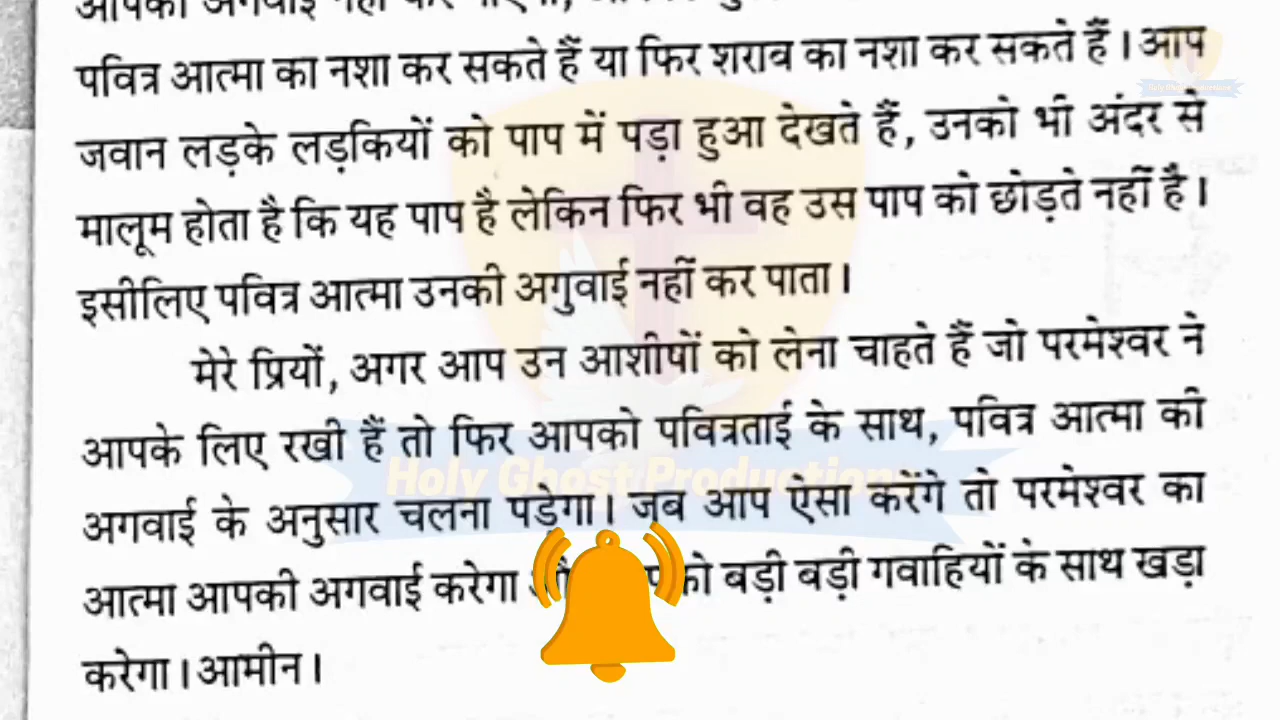 पवित्र आत्मा का नशा कर सकते हैं या फिर शराब का नशा कर सकते हैं। आप
जवान लड़के लड़कियों को पाप में पड़ा हुआ देखते हैं, उनको भी अंदर से
मालूम होता है कि यह पाप है लेकिन फिर भी वह उस पाप को छोड़ते नहीं है।
इसीलिए पवित्र आत्मा उनकी अगुवाई नहीं कर पाता।
मेरे प्रियों, अगर आप उन आशीषों को लेना चाहते हैं जो परमेश्वर ने
आपके लिए रखी हैं तो फिर आपको पवित्रताई के साथ, पवित्र आत्मा की
Holy Ghost Production
अगवाई के अनुसार चलना पड़ेगा। जब आप ऐसा करेंगे तो परमेश्वर का
आत्मा आपकी अगवाई करेगा को बड़ी बड़ी गवाहियों के साथ खड़ा
करेगा। आमीन।